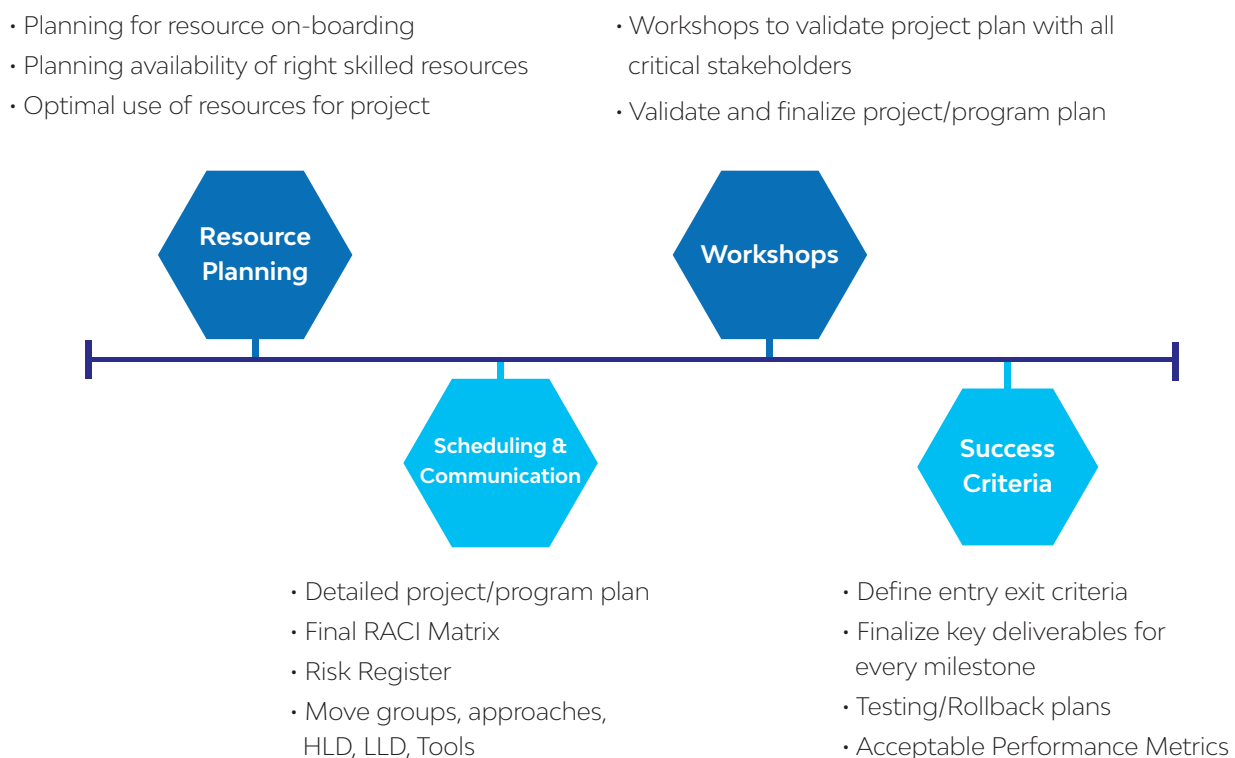 • Planning for resource on-boarding
• Planning availability of right skilled resources
• Optimal use of resources for project
• Workshops to validate project plan with all
critical stakeholders
• Validate and finalize project/program plan
Resource
Planning
Workshops
Scheduling &
Communication
Success
Criteria
• Detailed project/program plan
• Final RACI Matrix
• Risk Register
• Move groups, approaches,
HLD, LLD, Tools
• Define entry exit criteria
• Finalize key deliverables for
every milestone
• Testing/Rollback plans
• Acceptable Performance Metrics